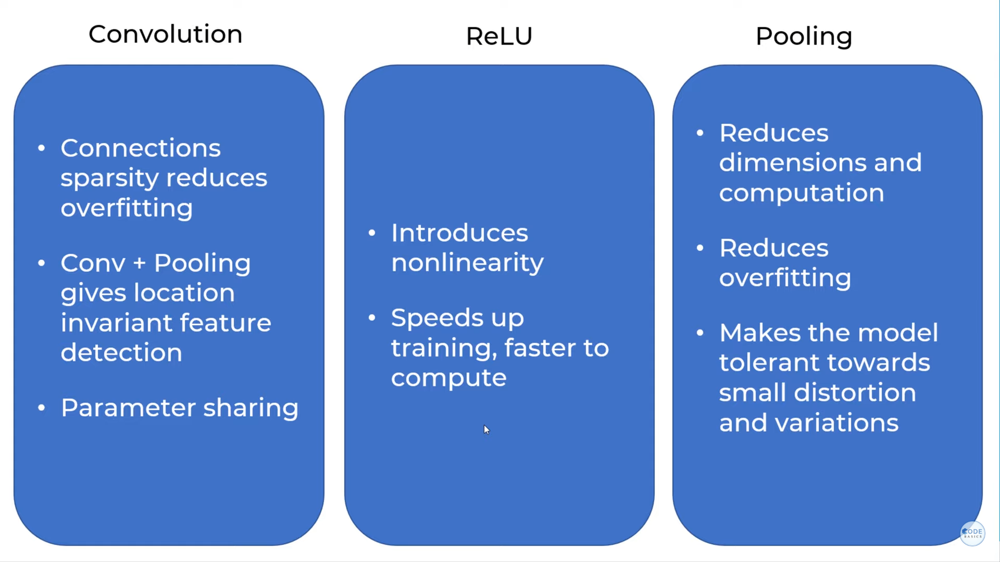 Convolution
• Connections
sparsity reduces
overfitting
• Conv + Pooling
gives location
invariant feature
detection
• Parameter sharing
ReLU
• Introduces
nonlinearity
• Speeds up
training, faster to
compute
Pooling
• Reduces
dimensions and
computation
• Reduces
overfitting
• Makes the model
tolerant towards
small distortion
and variations
CODE
BASICS